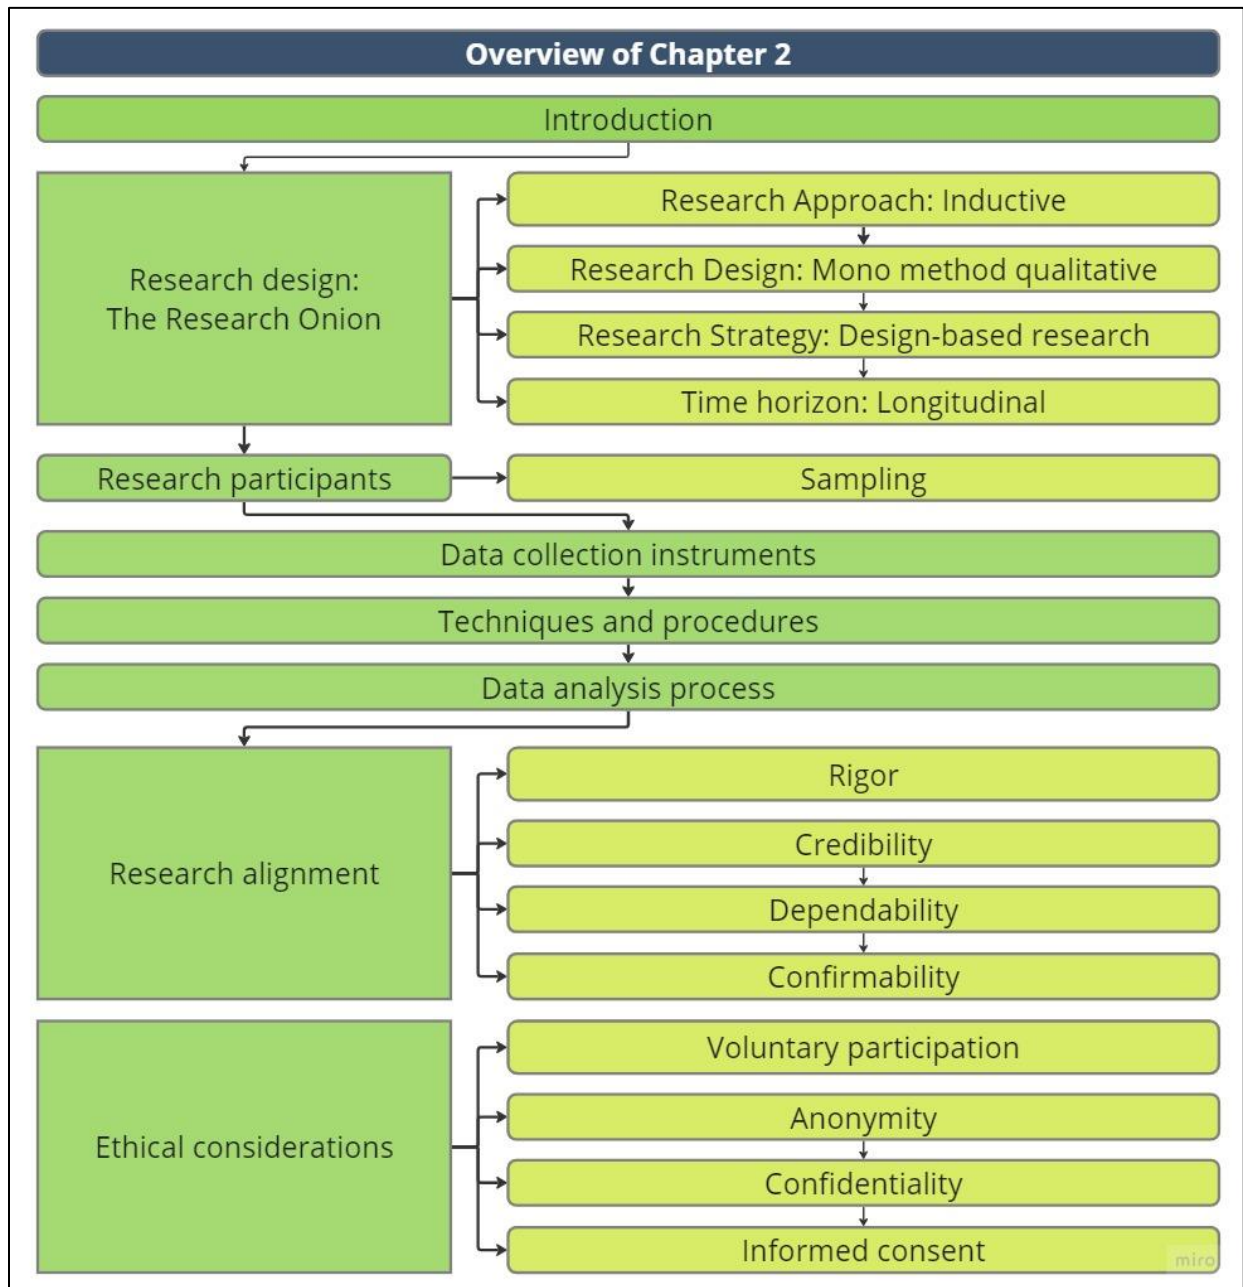 Overview of Chapter 2
Introduction
Research design:
The Research Onion
Research Approach: Inductive
Research Design: Mono method qualitative
Research Strategy: Design-based research
Time horizon: Longitudinal
Research participants
Sampling
Data collection instruments
Techniques and procedures
Data analysis process
Research alignment
Rigor
Credibility
Dependability
Confirmability
Ethical considerations
Voluntary participation
Anonymity
Confidentiality
Informed consent
miro